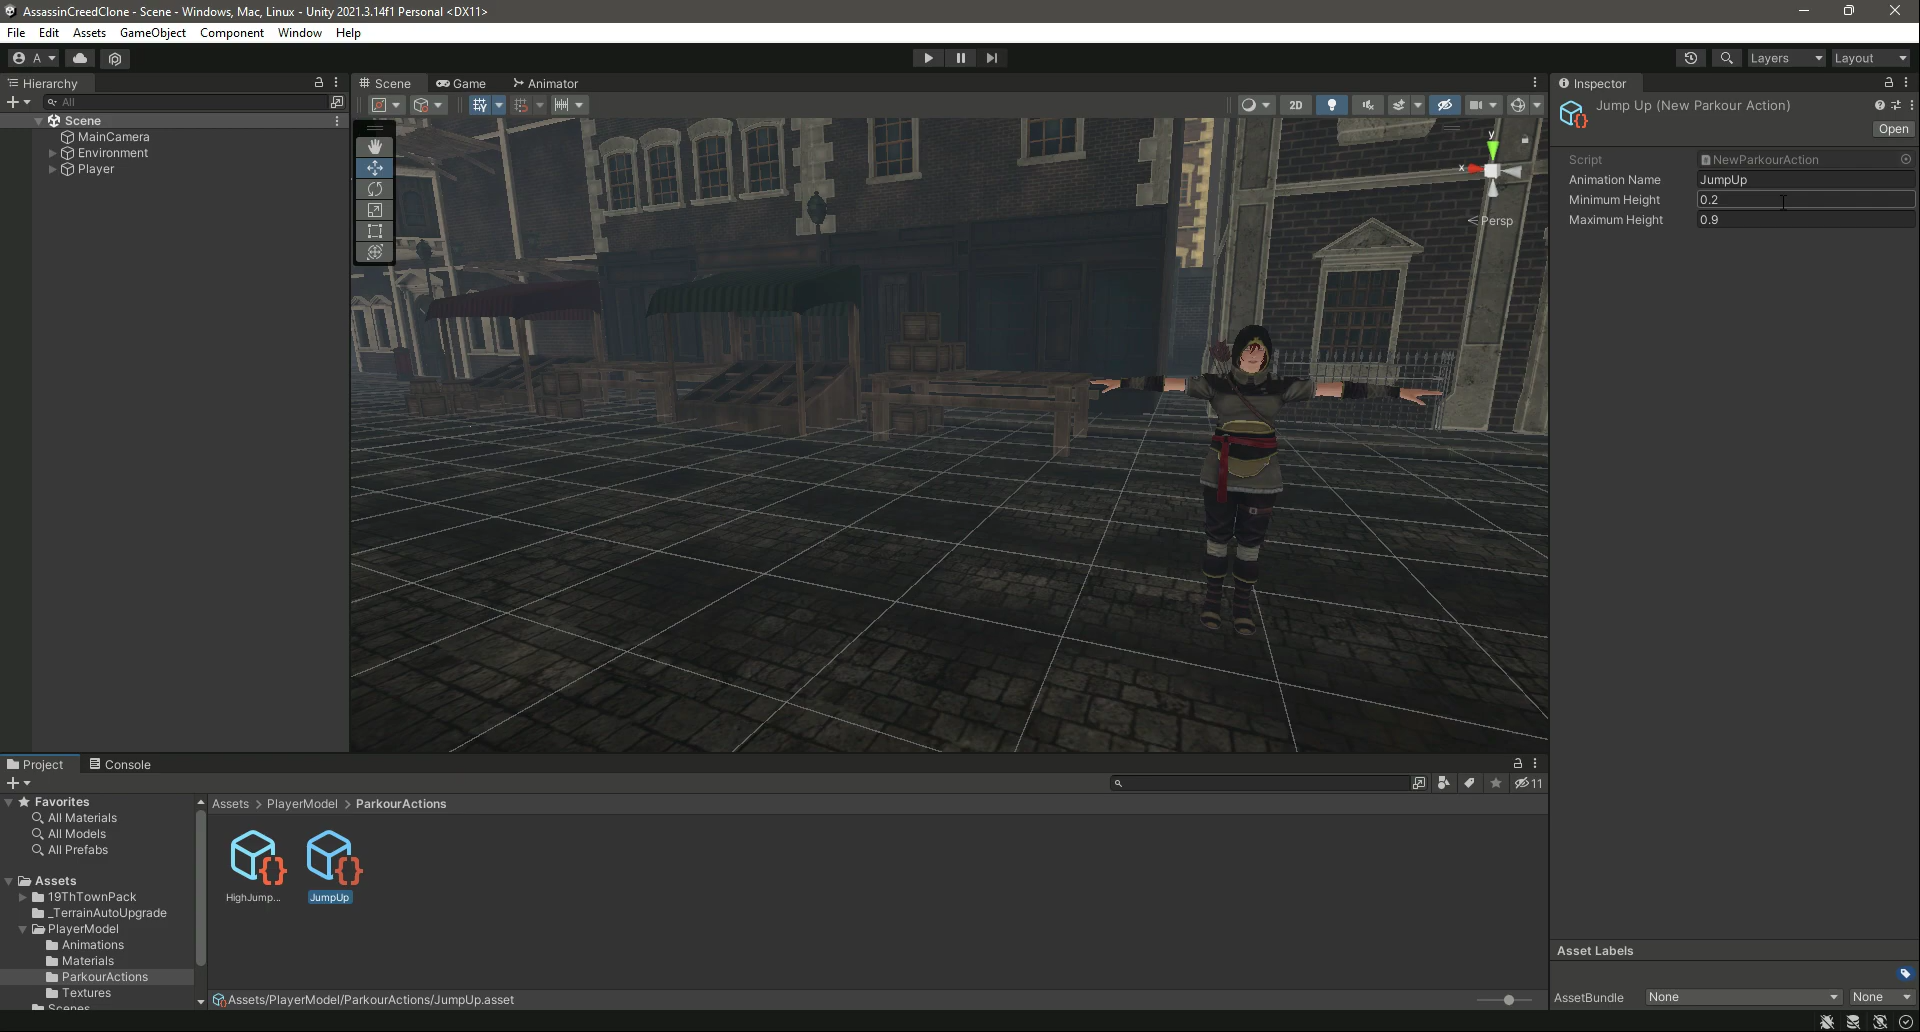 AssassinCreedClone - Scene - Windows, Mac, Linux - Unity 2021.3.14f1 Personal <DX11>
File Edit Assets GameObject Component Window Help
A
Layers
Layout
Hierarchy
All
Scene
MainCamera
Environment
Player
Scene
Game
Animator
2D
y
x
Persp
Inspector
Jump Up (New Parkour Action)
Open
Script NewParkourAction
Animation Name JumpUp
Minimum Height 0.2
Maximum Height 0.9
Project
Console
11
Favorites
All Materials
All Models
All Prefabs
Assets
19ThTownPack
_TerrainAutoUpgrade
PlayerModel
Animations
Materials
ParkourActions
Textures
Scenes
Assets > PlayerModel > ParkourActions
HighJump...
JumpUp
Assets/PlayerModel/ParkourActions/JumpUp.asset
Asset Labels
AssetBundle None None